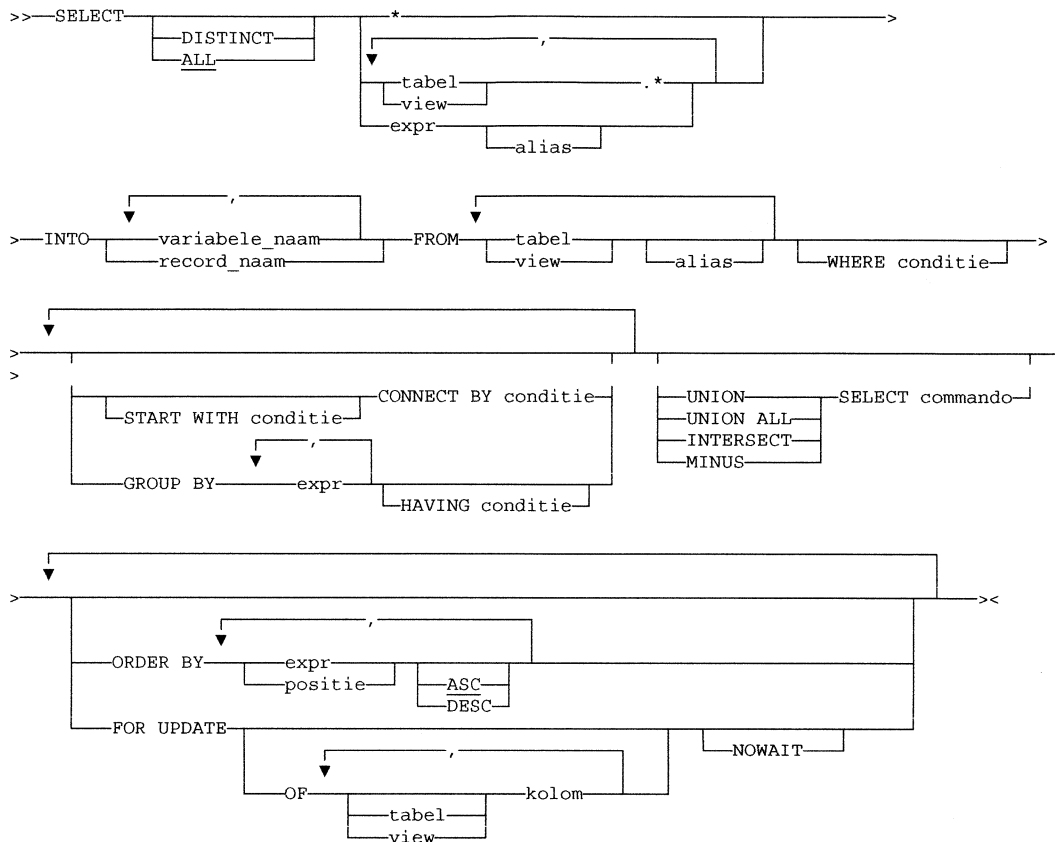 >>—SELECT * >
DISTINCT ,
ALL
tabel .*
view
expr
alias
, 
>—INTO variabele_naam FROM tabel >
record_naam view alias WHERE conditie
>
>
CONNECT BY conditie UNION SELECT commando
START WITH conditie UNION ALL
, INTERSECT
GROUP BY expr MINUS
HAVING conditie
> ><
,
ORDER BY expr
positie ASC
DESC
FOR UPDATE
, NOWAIT
OF kolom
tabel
view